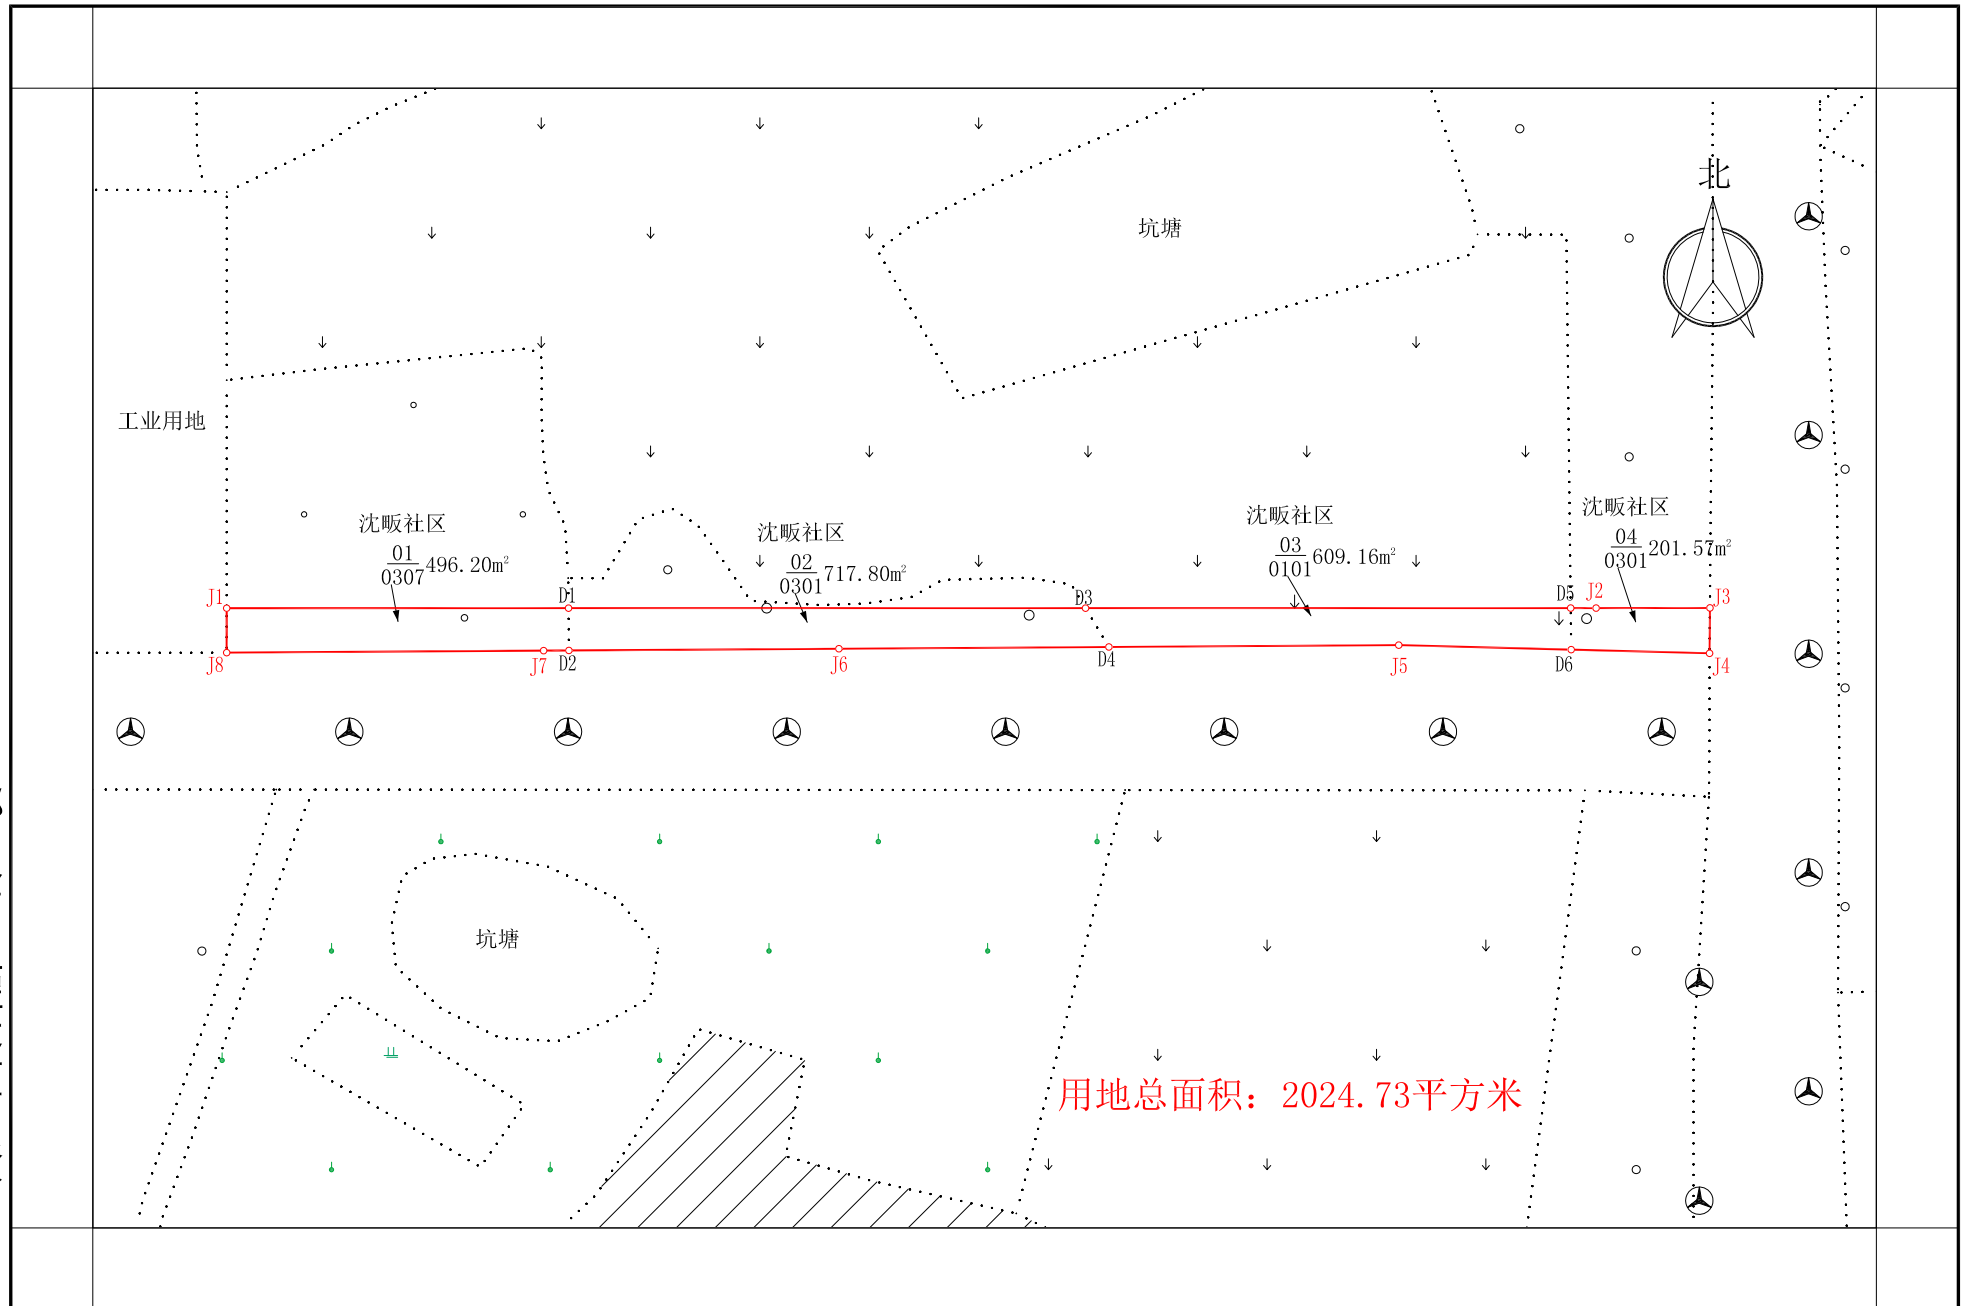 北
坑塘
工业用地
沈畈社区
01
0307 496.20m²
沈畈社区
02
0301 717.80m²
沈畈社区
03
0101 609.16m²
沈畈社区
04
0301 201.57m²
J1 D1 D3 D5 J2 J3
J8 J7 D2 J6 D4 J5 D6 J4
坑塘
用地总面积：2024.73平方米